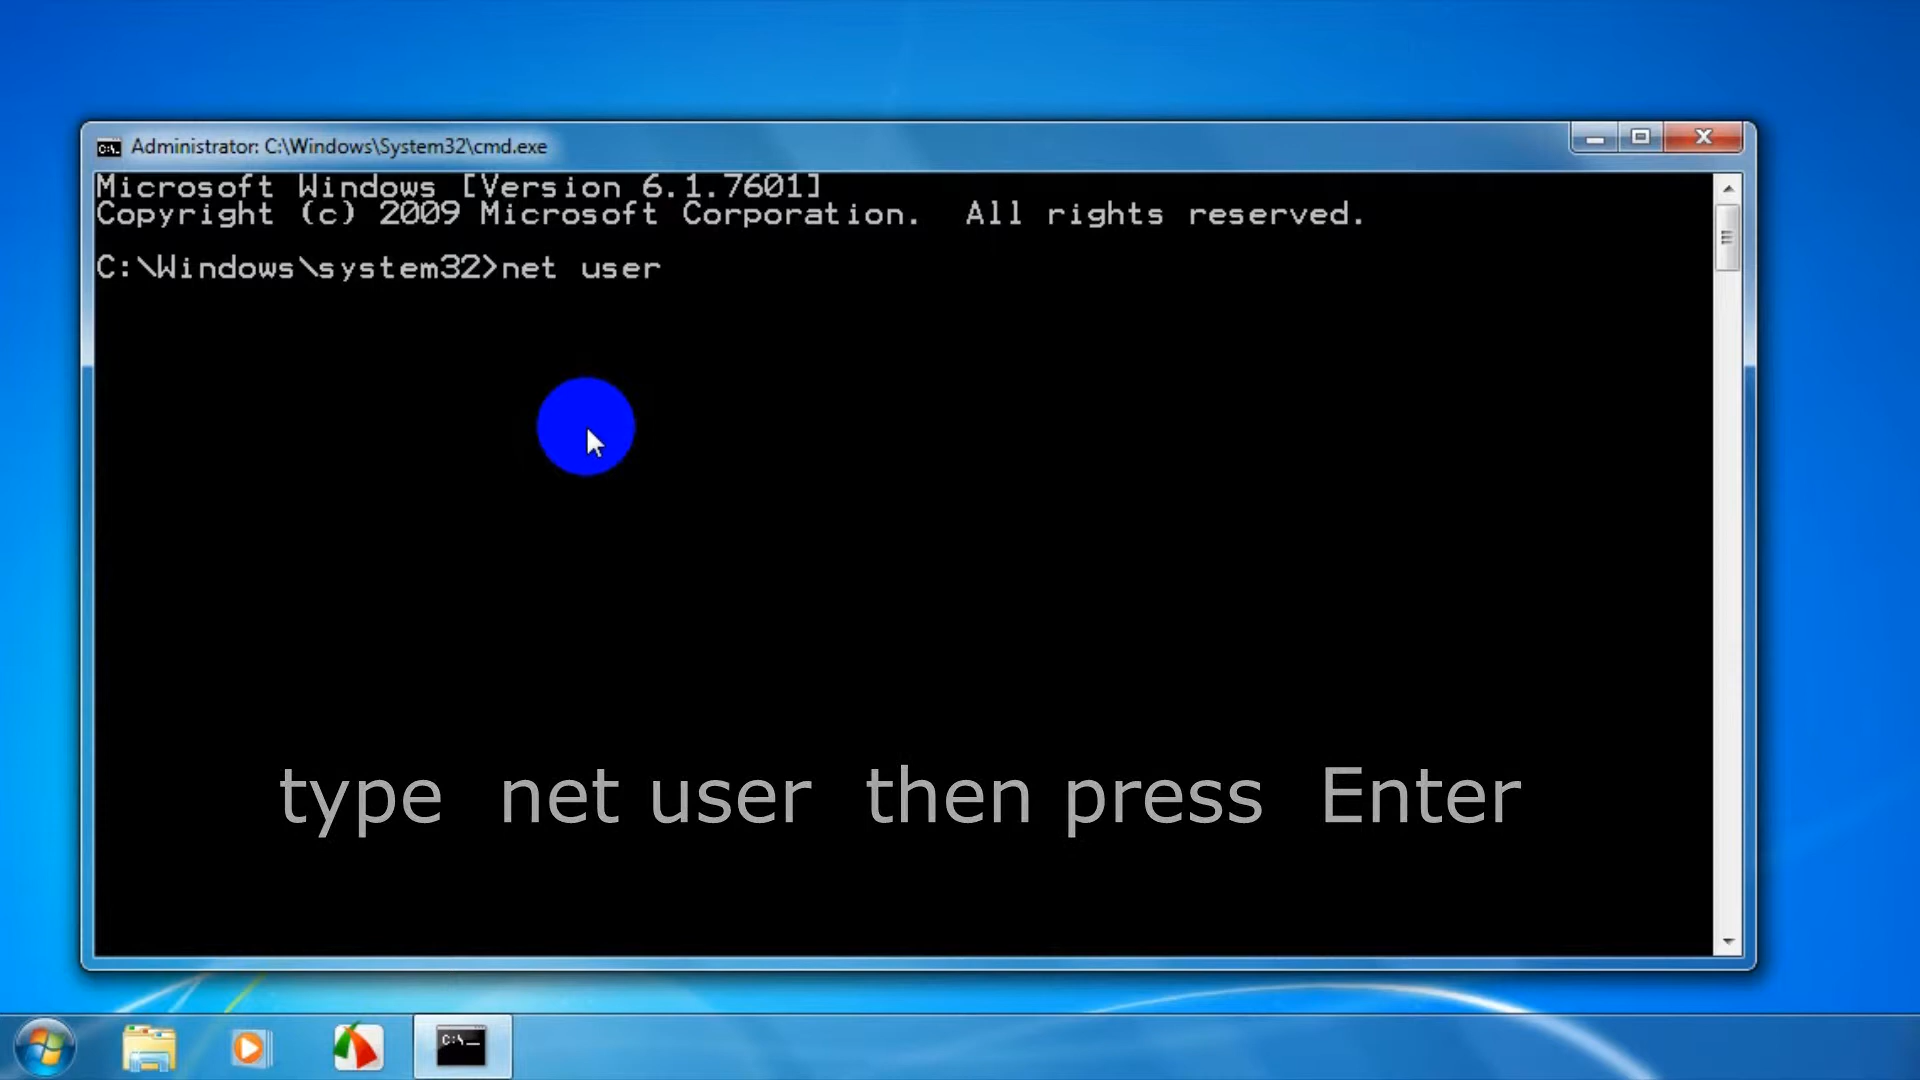 Administrator: C:\Windows\System32\cmd.exe
Microsoft Windows [Version 6.1.7601]
Copyright (c) 2009 Microsoft Corporation.  All rights reserved.
C:\Windows\system32>net user
type net user then press Enter